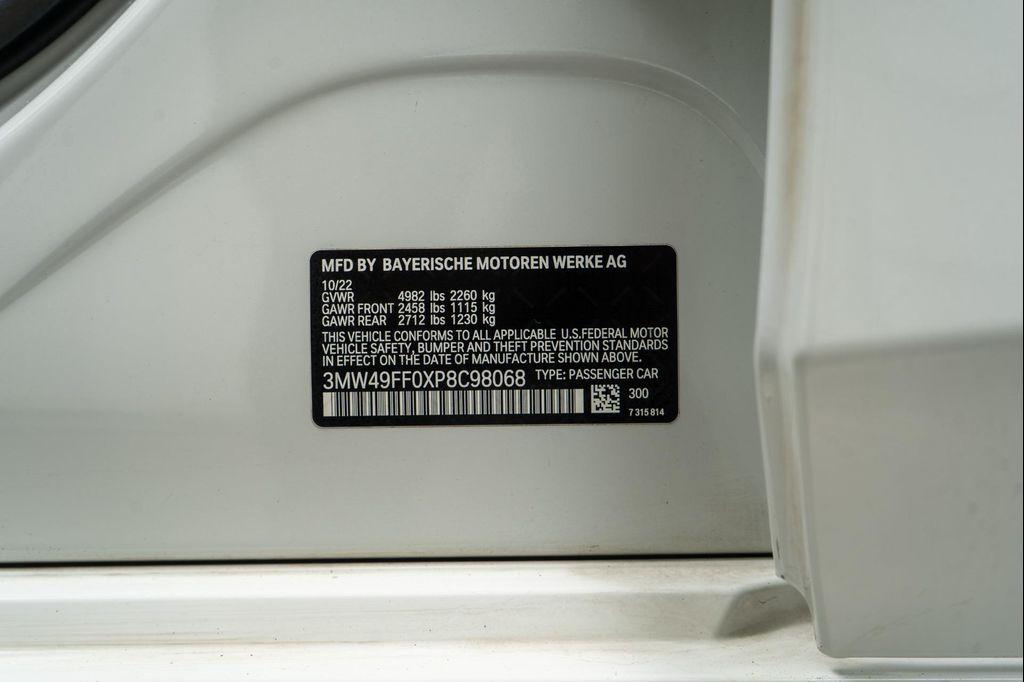 MFD BY BAYERISCHE MOTOREN WERKE AG
10/22
GVWR 4982 lbs 2260 kg
GAWR FRONT 2458 lbs 1115 kg
GAWR REAR 2712 lbs 1230 kg
THIS VEHICLE CONFORMS TO ALL APPLICABLE U.S.FEDERAL MOTOR
VEHICLE SAFETY, BUMPER AND THEFT PREVENTION STANDARDS
IN EFFECT ON THE DATE OF MANUFACTURE SHOWN ABOVE.
3MW49FF0XP8C98068 TYPE: PASSENGER CAR
300
7 315 814